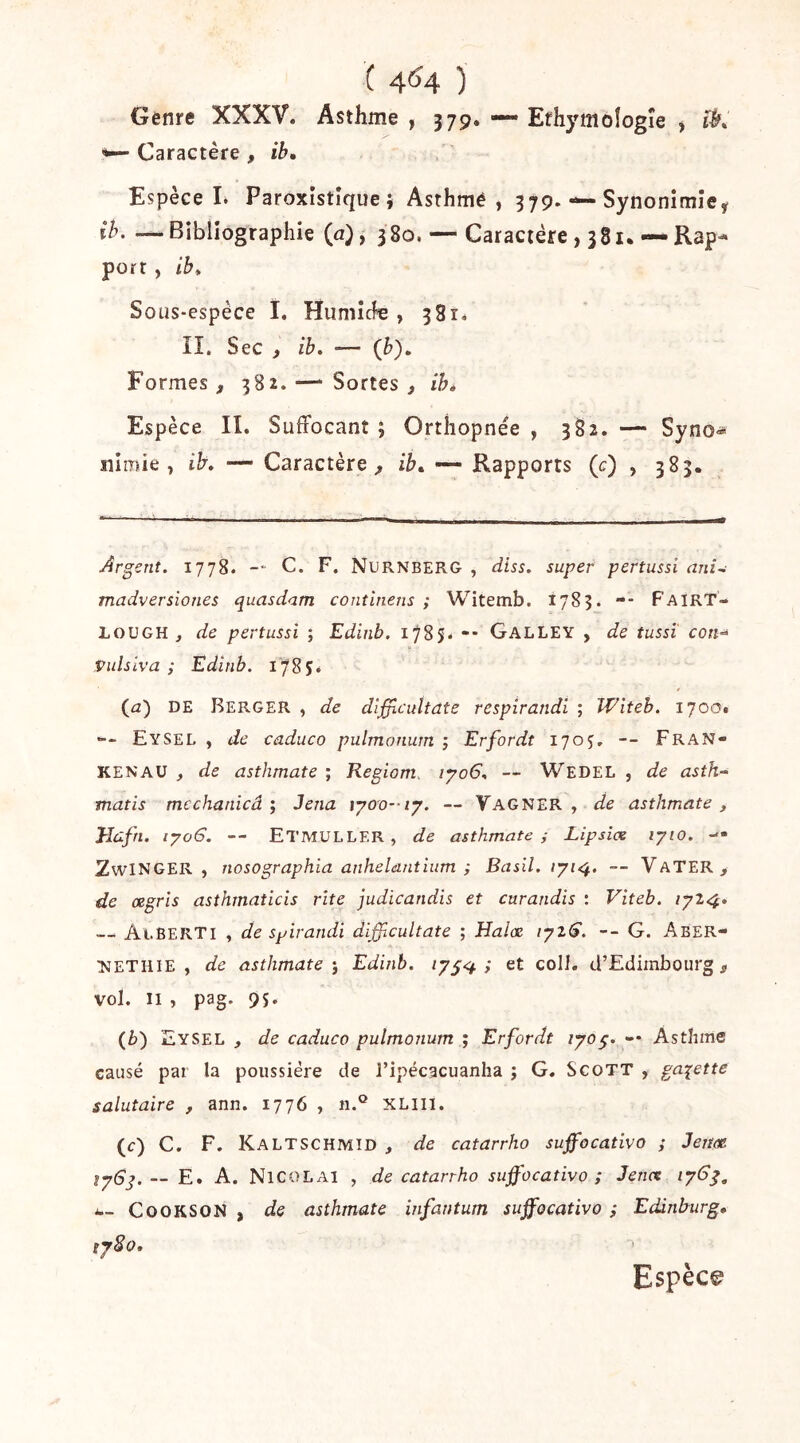 ( 464 )
Genre XXXV. Asthme , 379. — Ethymologie , ib.
— Caractère , ib.
Espèce I. Paroxistique ; Asthmé , 379. — Synonimie,
ib. — Bibliographie (a), 380. — Caractère, 381. — Rap-
port , ib.
Sous-espèce I. Humide , 381.
II. Sec , ib. — (b).
Formes , 382. — Sortes , ib.
Espèce II. Suffocant ; Orthopnée , 382. — Syno-
nimie , ib. — Caractère , ib. — Rapports (c) , 383.
Argent. 1778. -- C. F. NURNBERG , diss. super pertussi ani-
madversiones quasdam continens ; Witemb. 1783. -- FAIRT-
LOUGH , de pertussi ; Edinb. 1785. -- GALLEY , de tussi con-
vulsiva ; Edinb. 1785.
(a) DE BERGER , de difficultate respirandi ; Witeb. 1700.
-- EYSEL , de caduco pulmonum ; Erfordt 1705. -- FRAN-
KENAU , de asthmate ; Regiom. 1706. -- WEDEL , de asth-
matis mechanicâ ; Jena 1700--17. -- VAGNER , de asthmate ,
Hafn. 1706. -- ETMULLER , de asthmate ; Lipsiæ 1710. --
ZWINGER , nosographia anhelantium ; Basil. 1714. -- VATER ,
de ægris asthmaticis rite judicandis et curandis : Viteb. 1724.
-- ALBERTI , de spirandi difficultate ; Halæ 1726. -- G. ABER-
NETHIE , de asthmate ; Edinb. 1754 ; et coll. d'Edimbourg ,
vol. II , pag. 95.
(b) EYSEL , de caduco pulmonum ; Erfordt 1705. -- Asthme
causé par la poussière de l'ipécacuanha ; G. SCOTT , gazette
salutaire , ann. 1776 , n.º XLIII.
(c) C. F. KALTSCHMID , de catarrho suffocativo ; Jenæ
1763. -- E. A. NICOLAI , de catarrho suffocativo ; Jenæ 1763.
-- COOKSON , de asthmate infantum suffocativo ; Edinburg.
1780.
Espèce